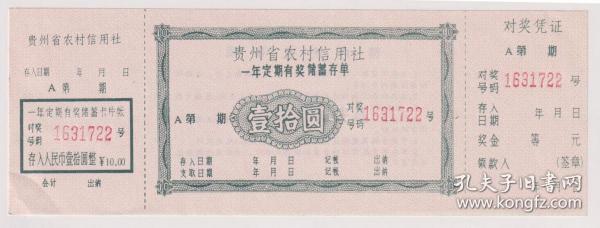 贵州省农村信用社
存入日期 年 月 日
A 第 期
一年定期有奖储蓄卡片帐
对奖号码 1631722 号
存入人民币壹拾圆整 ¥10.00
会计 出纳
贵州省农村信用社
一年定期有奖储蓄存单
A 第 期 对奖号码 1631722 号
壹拾圆
存入日期 年 月 日 记帐 出纳
支取日期 年 月 日 记帐 出纳
对奖凭证
A 第 期
对奖号码 1631722 号
存入日期 年 月 日
奖金 等 元
领款人 (签章)
孔夫子旧书网
www.kongfz.com